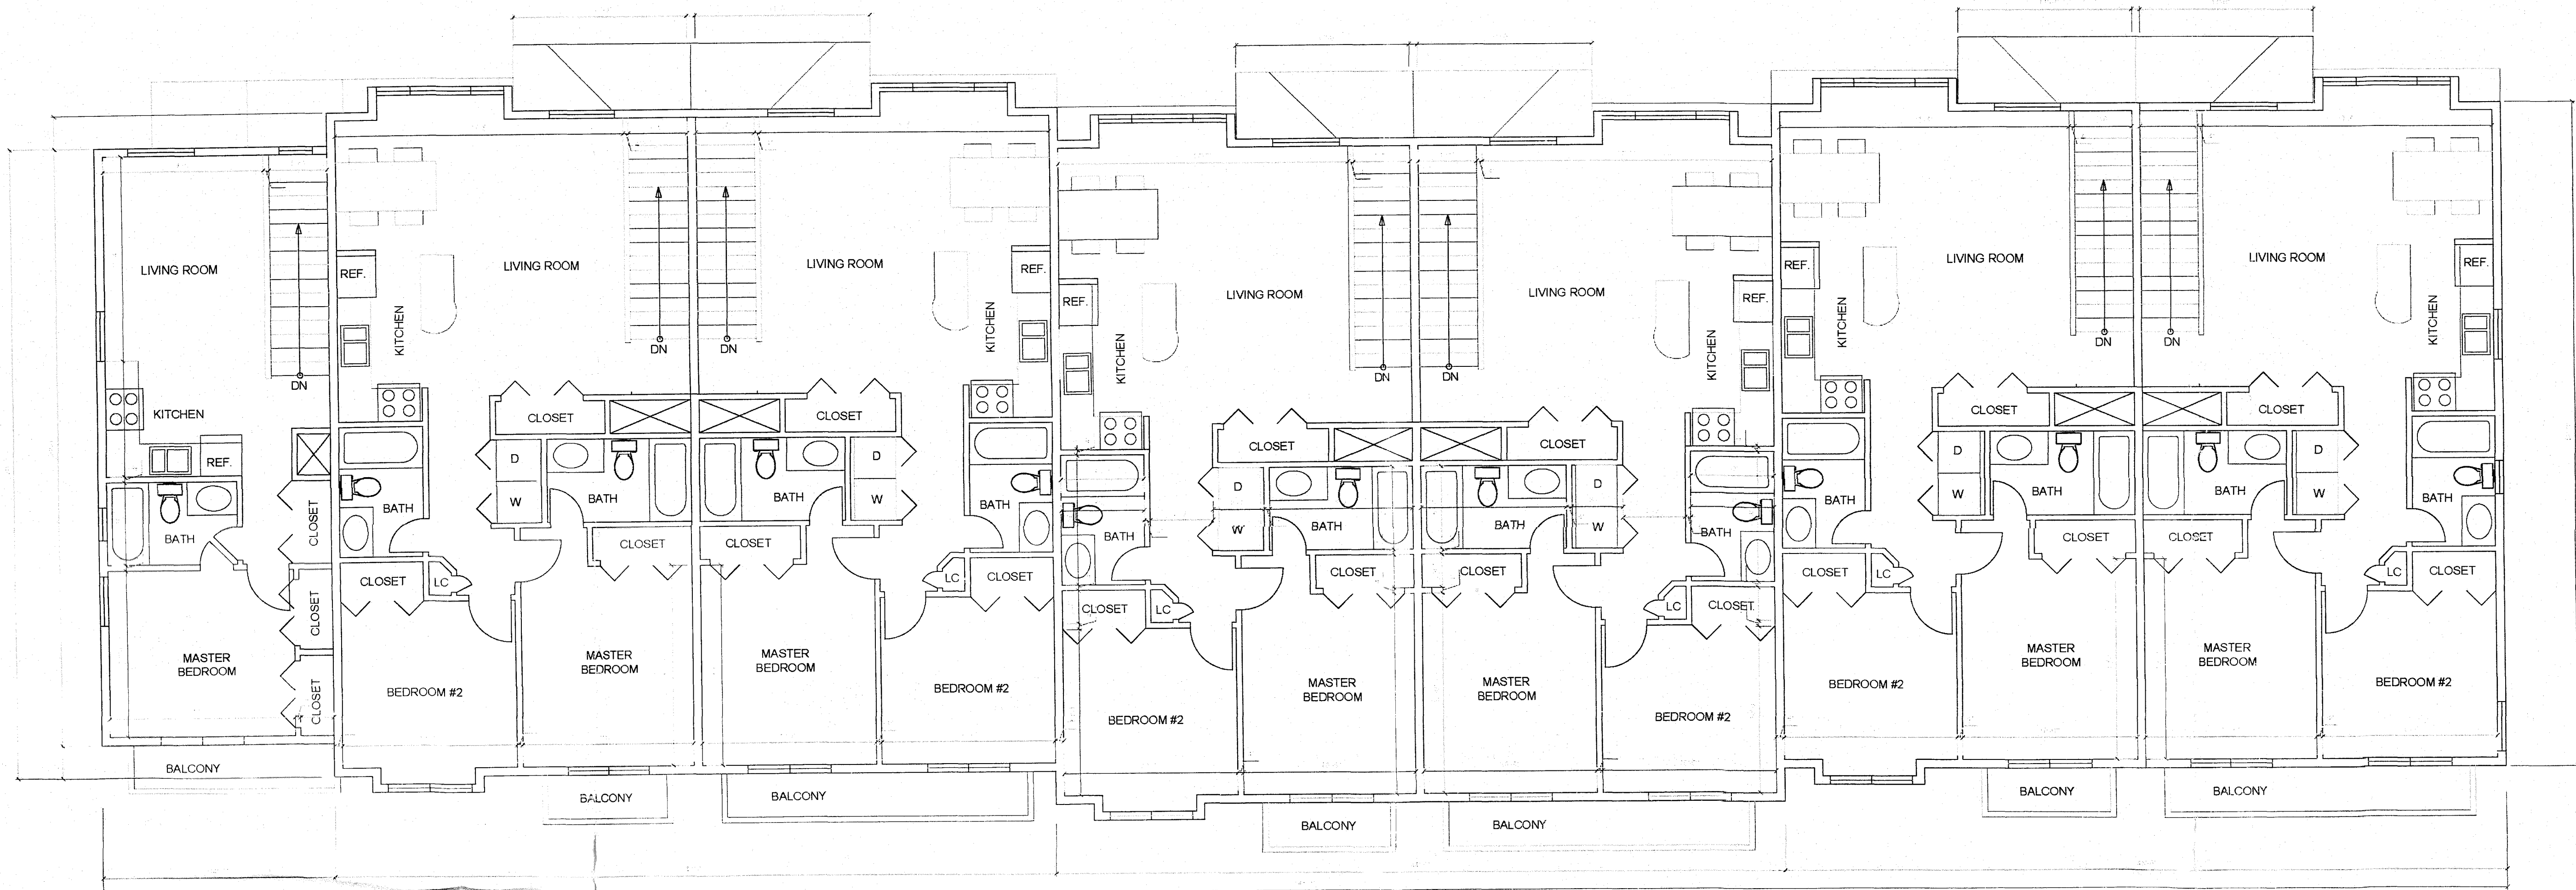 LIVING ROOM
DN
KITCHEN
REF.
BATH
CLOSET
CLOSET
CLOSET
MASTER
BEDROOM
BALCONY
LIVING ROOM
REF.
KITCHEN
DN
CLOSET
D
W
BATH
BATH
CLOSET
CLOSET
LC
MASTER
BEDROOM
BEDROOM #2
BALCONY
LIVING ROOM
REF.
KITCHEN
DN
CLOSET
D
W
BATH
BATH
CLOSET
CLOSET
LC
MASTER
BEDROOM
BEDROOM #2
BALCONY
LIVING ROOM
REF.
KITCHEN
DN
CLOSET
D
W
BATH
BATH
CLOSET
CLOSET
LC
MASTER
BEDROOM
BEDROOM #2
BALCONY
LIVING ROOM
REF.
KITCHEN
DN
CLOSET
D
W
BATH
BATH
CLOSET
CLOSET
LC
MASTER
BEDROOM
BEDROOM #2
BALCONY
LIVING ROOM
REF.
KITCHEN
DN
CLOSET
D
W
BATH
BATH
CLOSET
CLOSET
LC
MASTER
BEDROOM
BEDROOM #2
BALCONY
LIVING ROOM
REF.
KITCHEN
DN
CLOSET
D
W
BATH
BATH
CLOSET
CLOSET
LC
MASTER
BEDROOM
BEDROOM #2
BALCONY